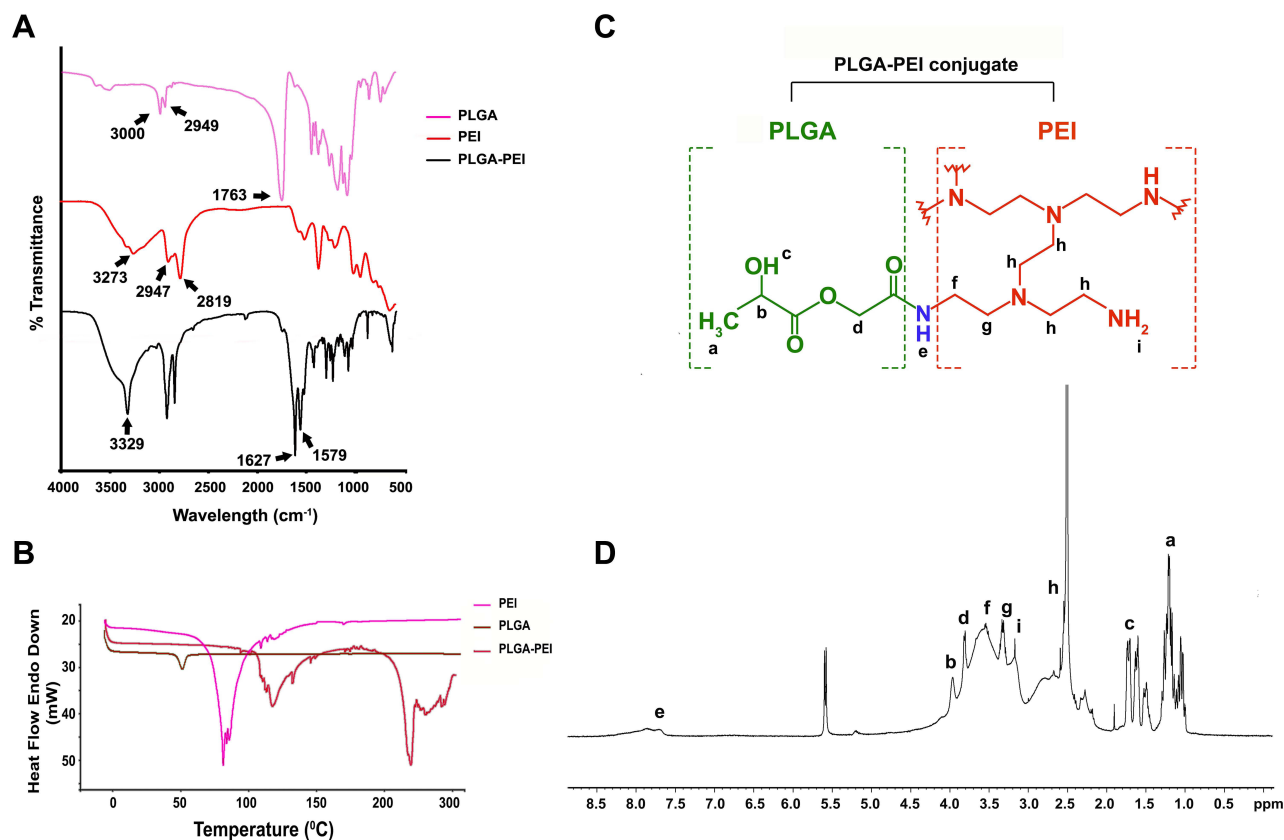 A
3000
2949
1763
3273
2947
2819
3329
1627
1579
PLGA
PEI
PLGA-PEI
% Transmittance
4000 3500 3000 2500 2000 1500 1000 500
Wavelength (cm⁻¹)
B
PEI
PLGA
PLGA-PEI
Heat Flow Endo Down
(mW)
20
30
40
50
0 50 100 150 200 250 300
Temperature (⁰C)
C
PLGA-PEI conjugate
PLGA
PEI
H
N
N
N
h
h
OH
c
O
O
f
h
H₃C
b
O
d
N
H
N
NH₂
a
e
g
h
i
D
e
b
d
f
g
i
h
c
a
8.5 8.0 7.5 7.0 6.5 6.0 5.5 5.0 4.5 4.0 3.5 3.0 2.5 2.0 1.5 1.0 0.5 ppm